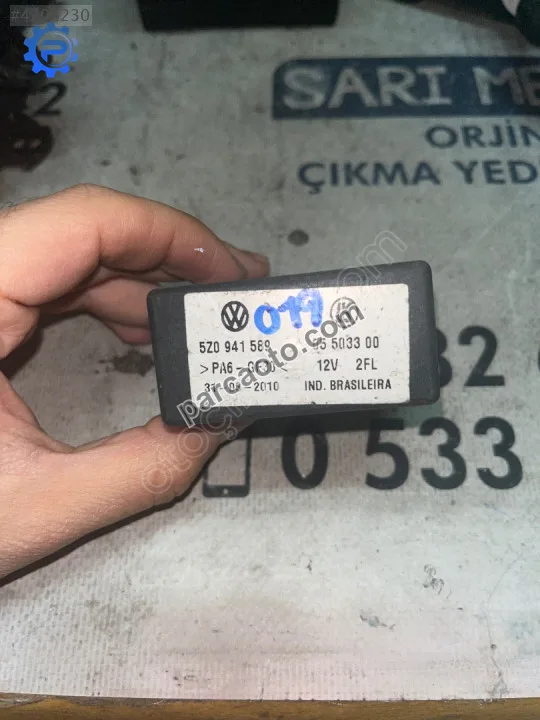 SARI ME
ORJİN
ÇIKMA YED
011
5Z0 941 589 5033 00
>PA6- 12V 2FL
-2010 IND. BRASILEIRA
parcaoto.com
0 533